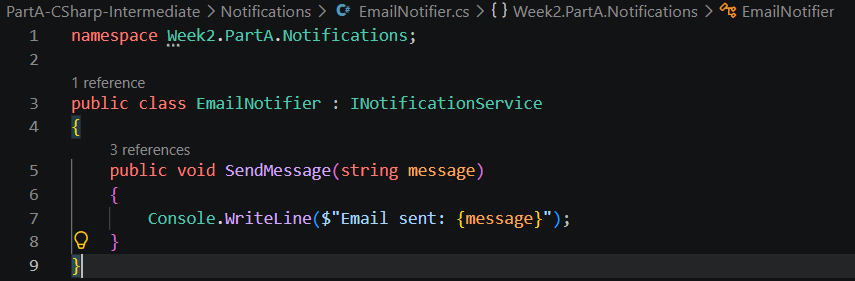 PartA-CSharp-Intermediate > Notifications > EmailNotifier.cs > {} Week2.PartA.Notifications > EmailNotifier
1 namespace Week2.PartA.Notifications;
2
1 reference
3 public class EmailNotifier : INotificationService
4 {
3 references
5 public void SendMessage(string message)
6 {
7 Console.WriteLine($"Email sent: {message}");
8 }
9 }